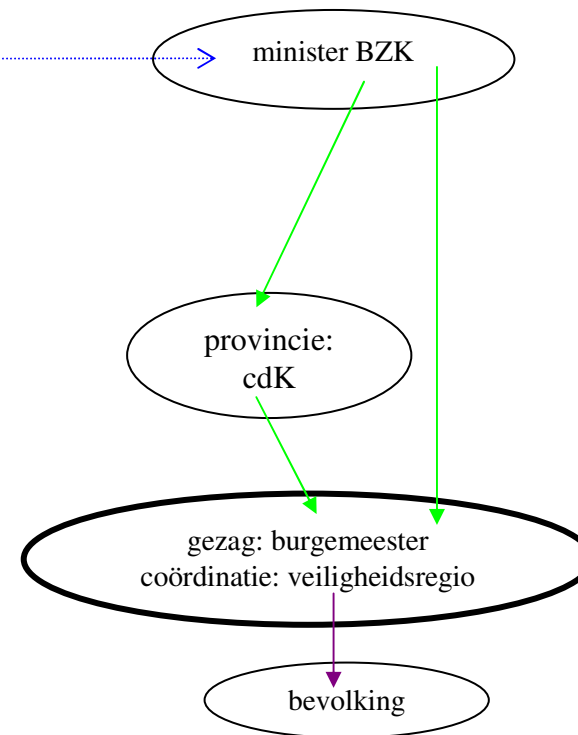 minister BZK
provincie:
cdK
gezag: burgemeester
coördinatie: veiligheidsregio
bevolking